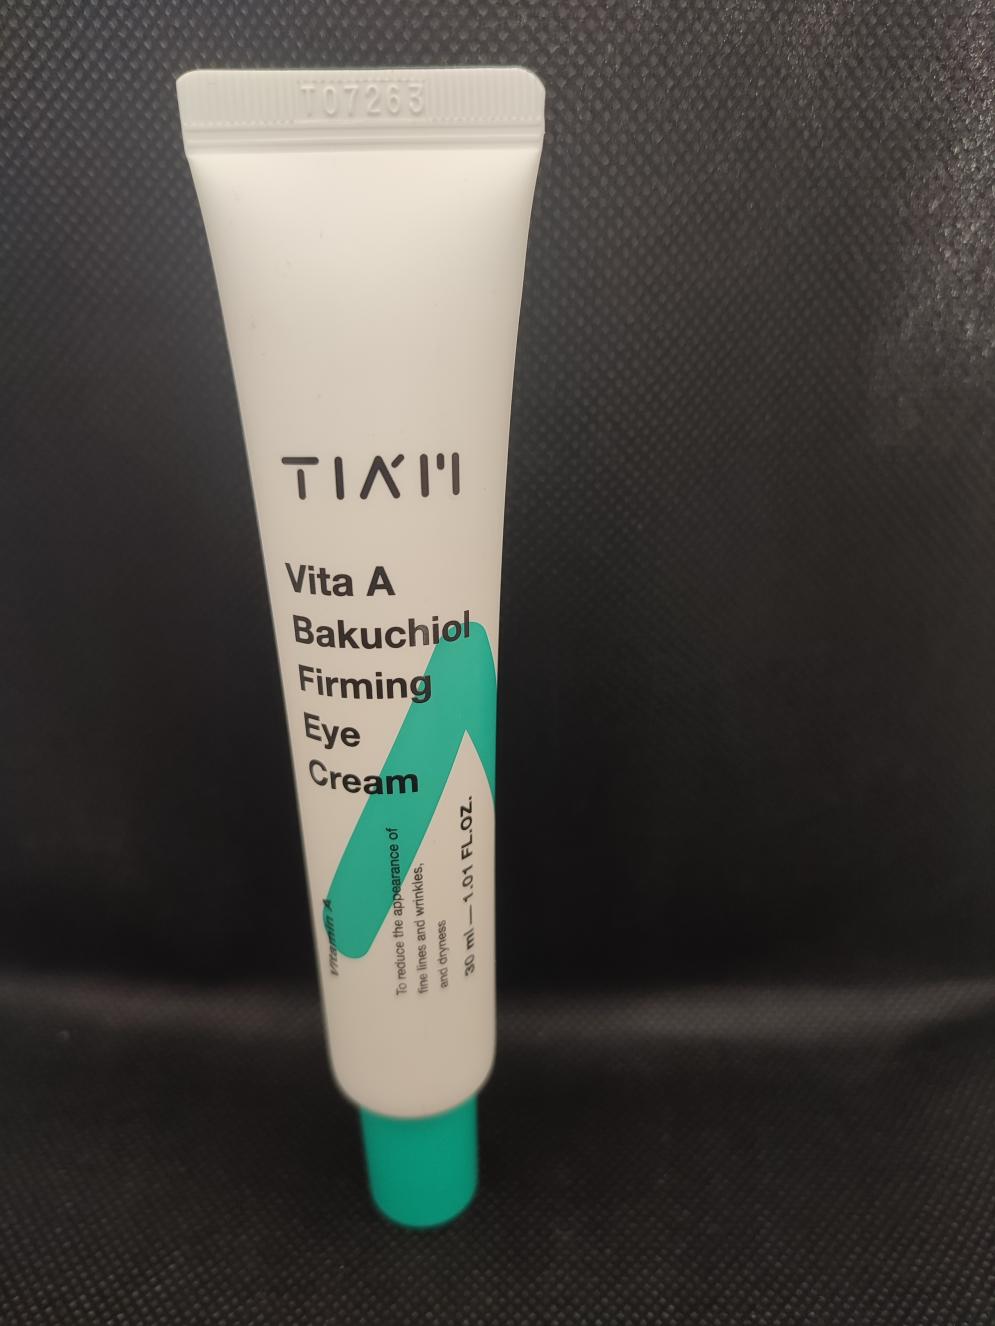 T07263
TIA'M
Vita A
Bakuchiol
Firming
Eye
Cream
Vitamin A
To reduce the appearance of
fine lines and wrinkles,
and dryness
30 ml — 1.01 FL.OZ.